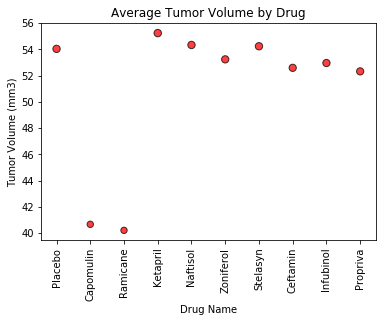 Average Tumor Volume by Drug
Tumor Volume (mm3)
56
54
52
50
48
46
44
42
40
Placebo
Capomulin
Ramicane
Ketapril
Naftisol
Zoniferol
Stelasyn
Ceftamin
Infubinol
Propriva
Drug Name